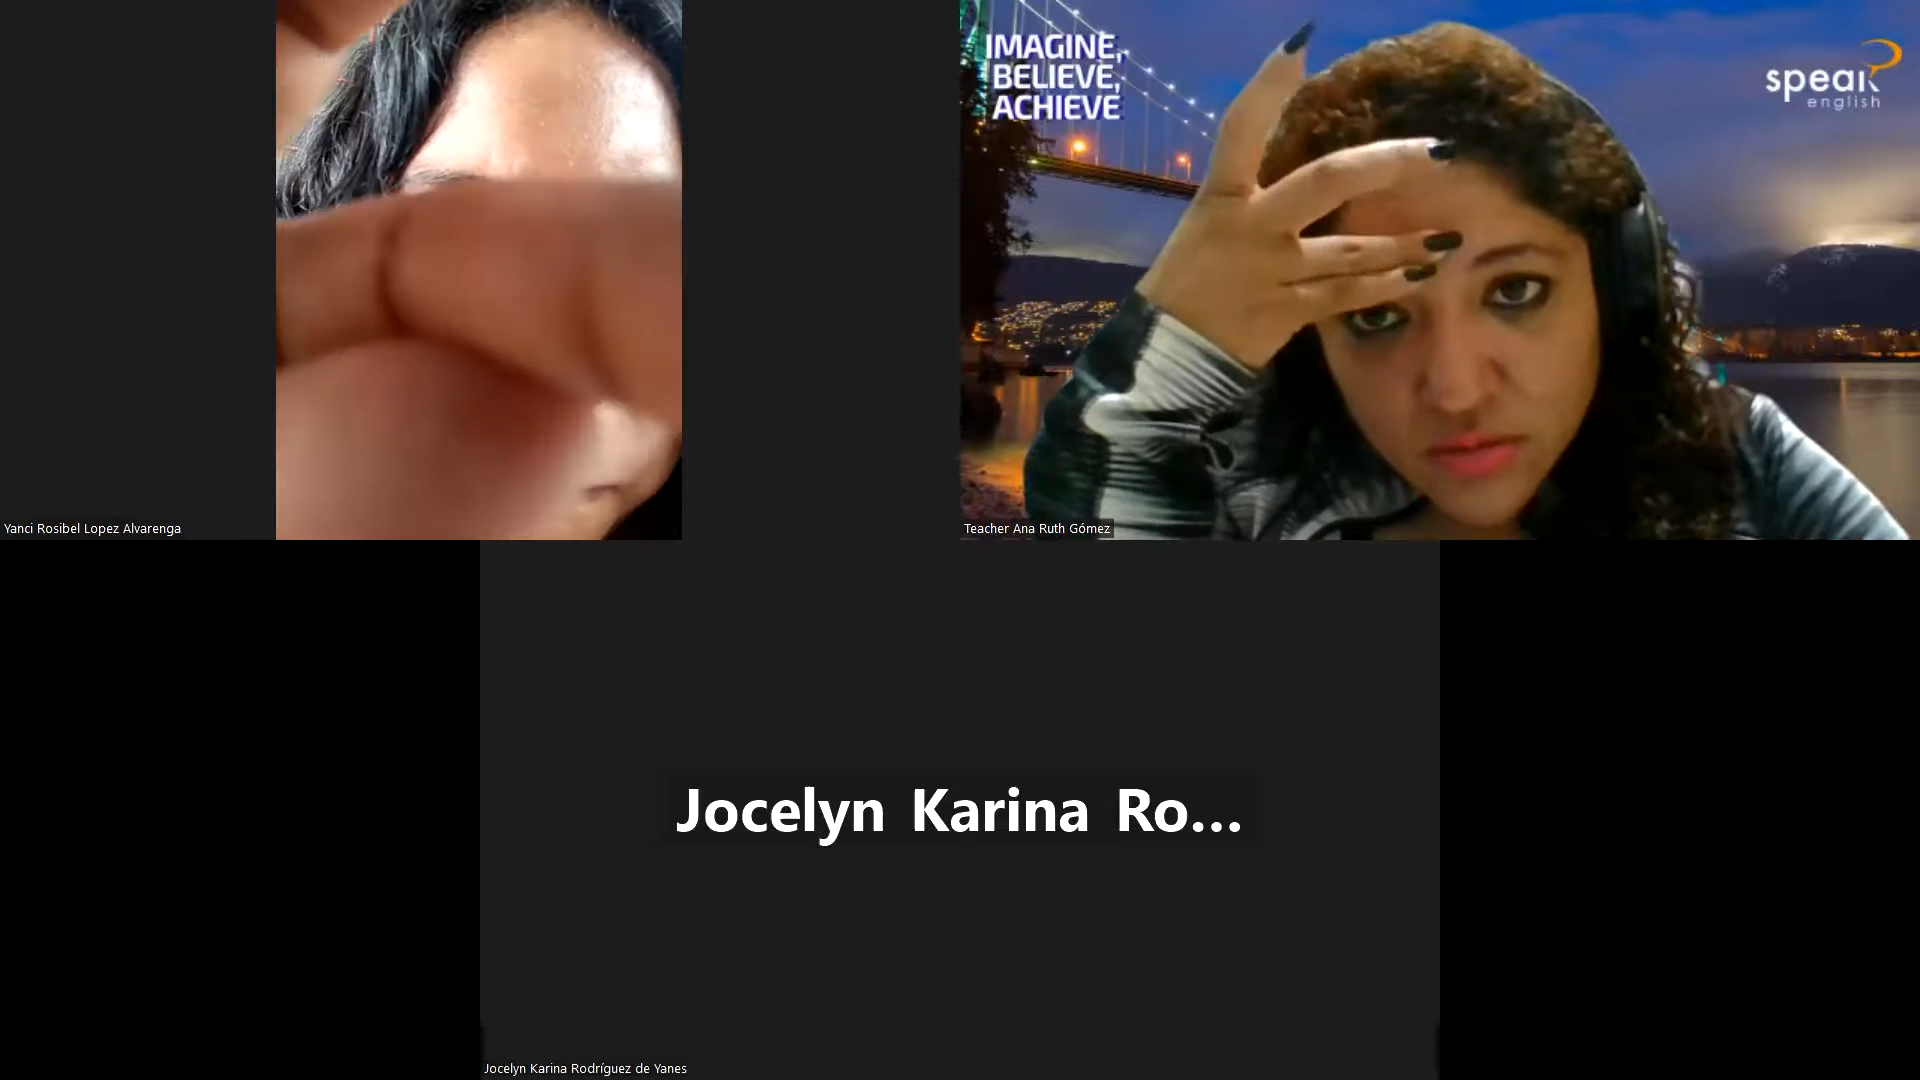 IMAGINE,
BELIEVE,
ACHIEVE
speak
english
Yanci Rosibel Lopez Alvarenga
Teacher Ana Ruth Gómez
Jocelyn Karina Ro...
Jocelyn Karina Rodríguez de Yanes